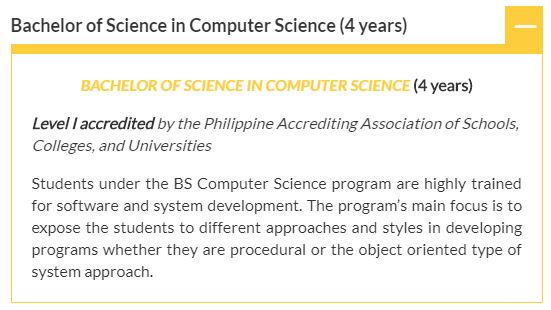 Bachelor of Science in Computer Science (4 years)
BACHELOR OF SCIENCE IN COMPUTER SCIENCE (4 years)
Level I accredited by the Philippine Accrediting Association of Schools,
Colleges, and Universities
Students under the BS Computer Science program are highly trained
for software and system development. The program's main focus is to
expose the students to different approaches and styles in developing
programs whether they are procedural or the object oriented type of
system approach.